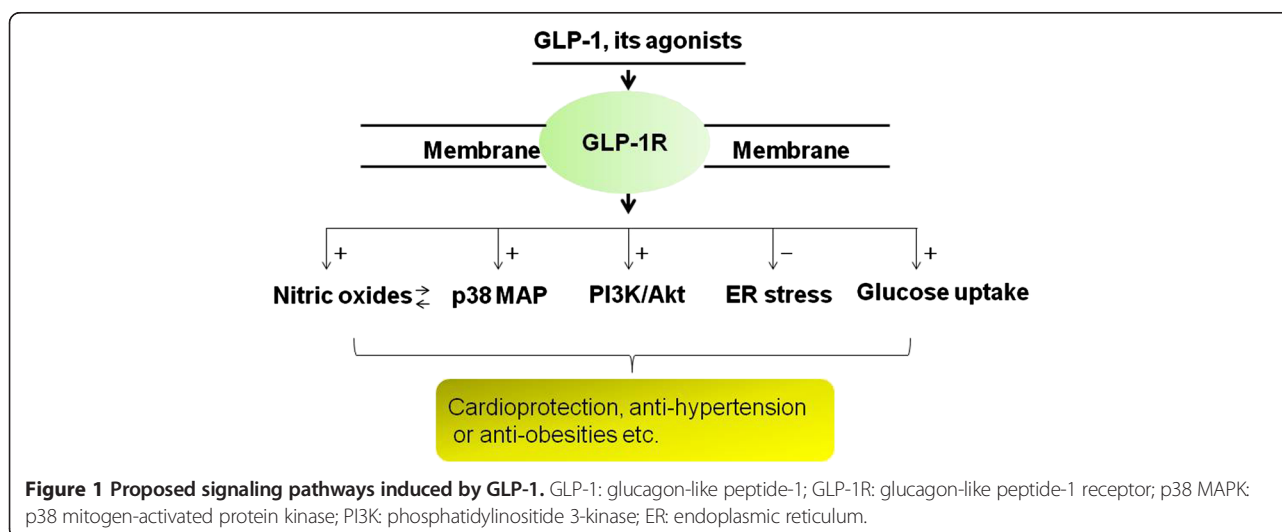 GLP-1, its agonists
GLP-1R
Membrane Membrane
+ + + − +
Nitric oxides p38 MAP PI3K/Akt ER stress Glucose uptake
Cardioprotection, anti-hypertension
or anti-obesities etc.
Figure 1 Proposed signaling pathways induced by GLP-1. GLP-1: glucagon-like peptide-1; GLP-1R: glucagon-like peptide-1 receptor; p38 MAPK:
p38 mitogen-activated protein kinase; PI3K: phosphatidylinositide 3-kinase; ER: endoplasmic reticulum.